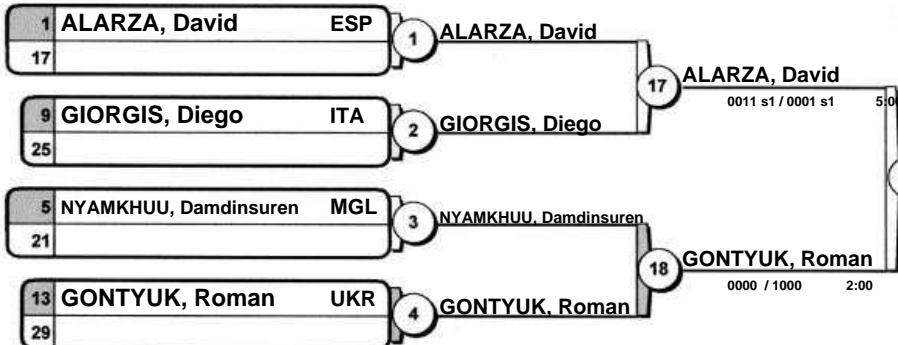 1 ALARZA, David ESP
17
1 ALARZA, David
9 GIORGIS, Diego ITA
25
2 GIORGIS, Diego
17 ALARZA, David
0011 s1 / 0001 s1 5:00
5 NYAMKHUU, Damdinsuren MGL
21
3 NYAMKHUU, Damdinsuren
13 GONTYUK, Roman UKR
29
4 GONTYUK, Roman
18 GONTYUK, Roman
0000 / 1000 2:00